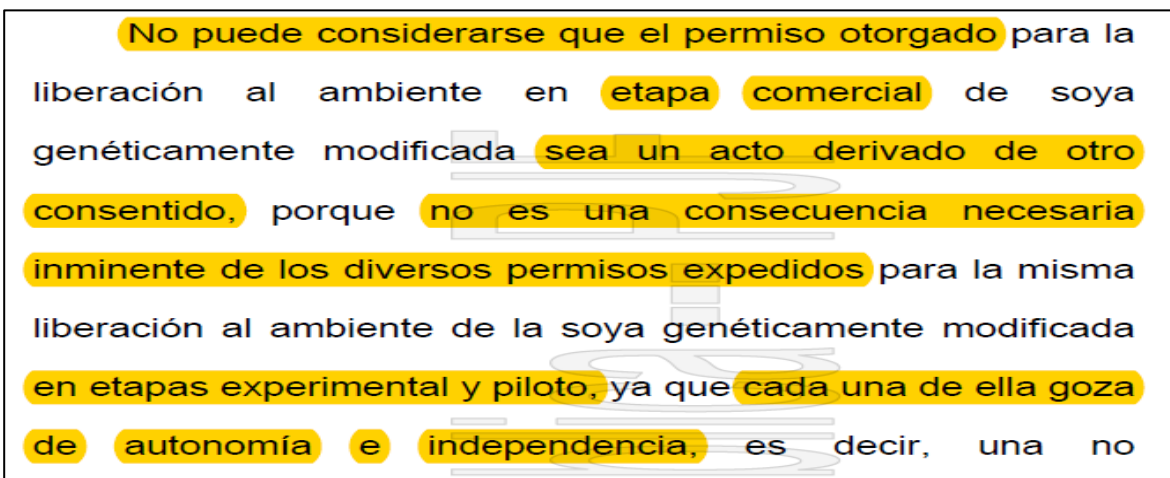 No puede considerarse que el permiso otorgado para la
liberación al ambiente en etapa comercial de soya
genéticamente modificada sea un acto derivado de otro
consentido, porque no es una consecuencia necesaria
inminente de los diversos permisos expedidos para la misma
liberación al ambiente de la soya genéticamente modificada
en etapas experimental y piloto, ya que cada una de ella goza
de autonomía e independencia, es decir, una no